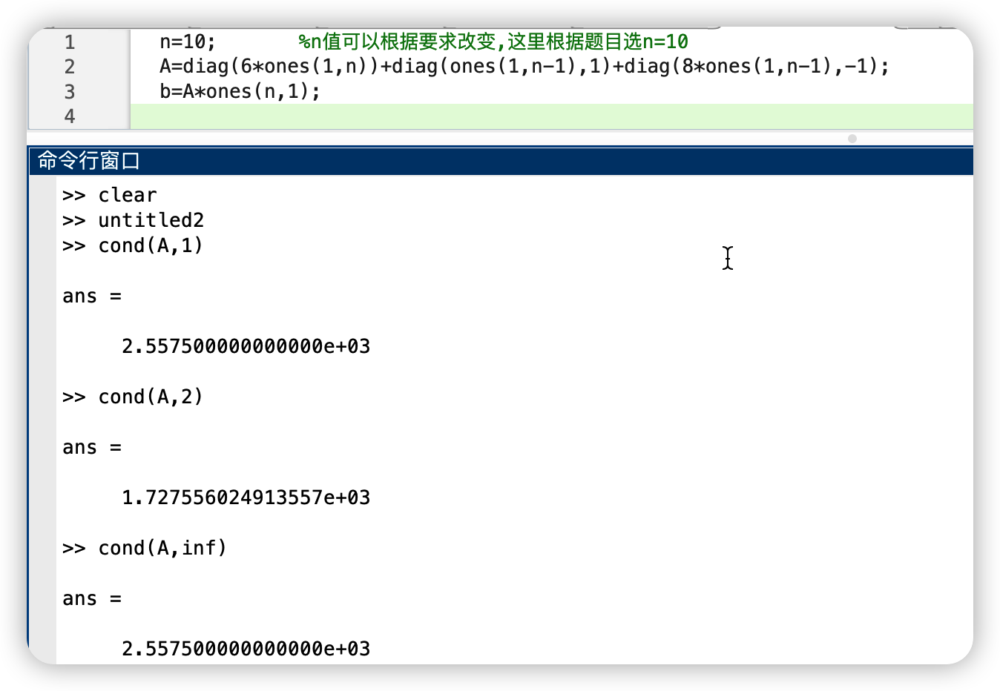 1 n=10; %n值可以根据要求改变,这里根据题目选n=10
2 A=diag(6*ones(1,n))+diag(ones(1,n-1),1)+diag(8*ones(1,n-1),-1);
3 b=A*ones(n,1);
4
命令行窗口
>> clear
>> untitled2
>> cond(A,1)
ans =
2.557500000000000e+03
>> cond(A,2)
ans =
1.727556024913557e+03
>> cond(A,inf)
ans =
2.557500000000000e+03